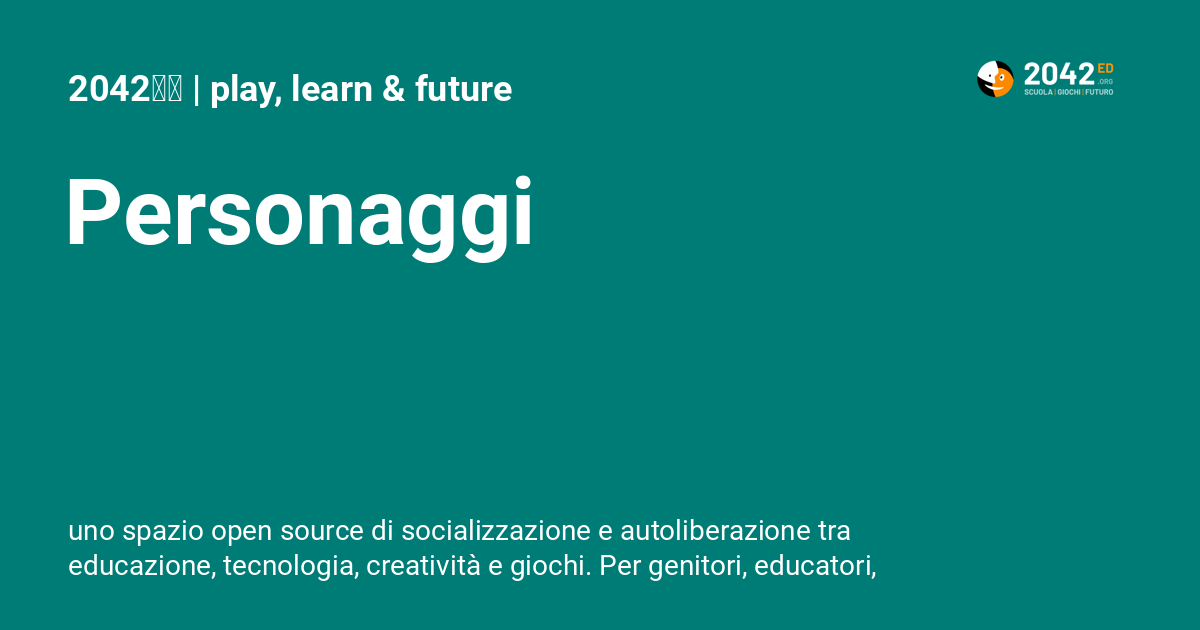 2042 | play, learn & future
2042 ED
.ORG
SCUOLA | GIOCHI | FUTURO
Personaggi
uno spazio open source di socializzazione e autoliberazione tra
educazione, tecnologia, creatività e giochi. Per genitori, educatori,